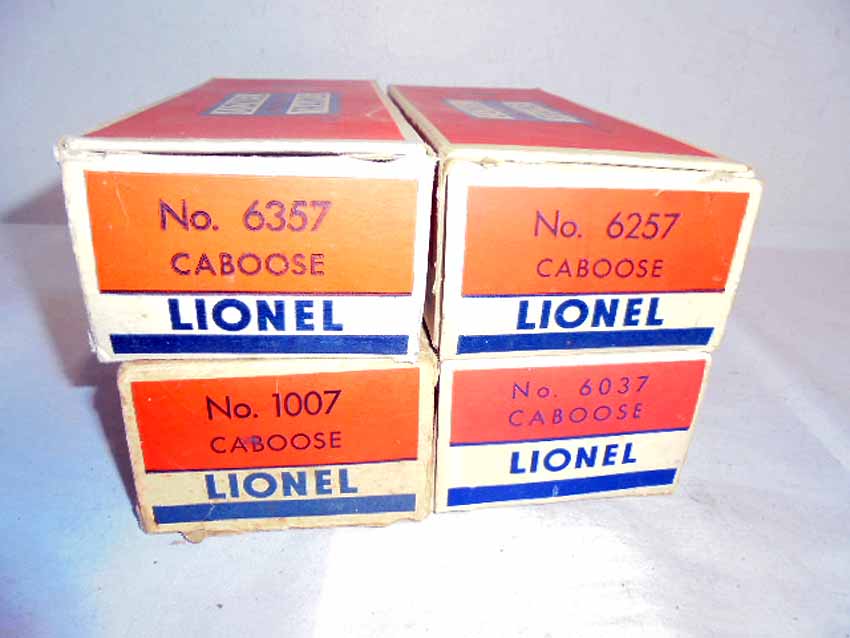 No. 6357
CABOOSE
LIONEL
No. 6257
CABOOSE
LIONEL
No. 1007
CABOOSE
LIONEL
No. 6037
CABOOSE
LIONEL